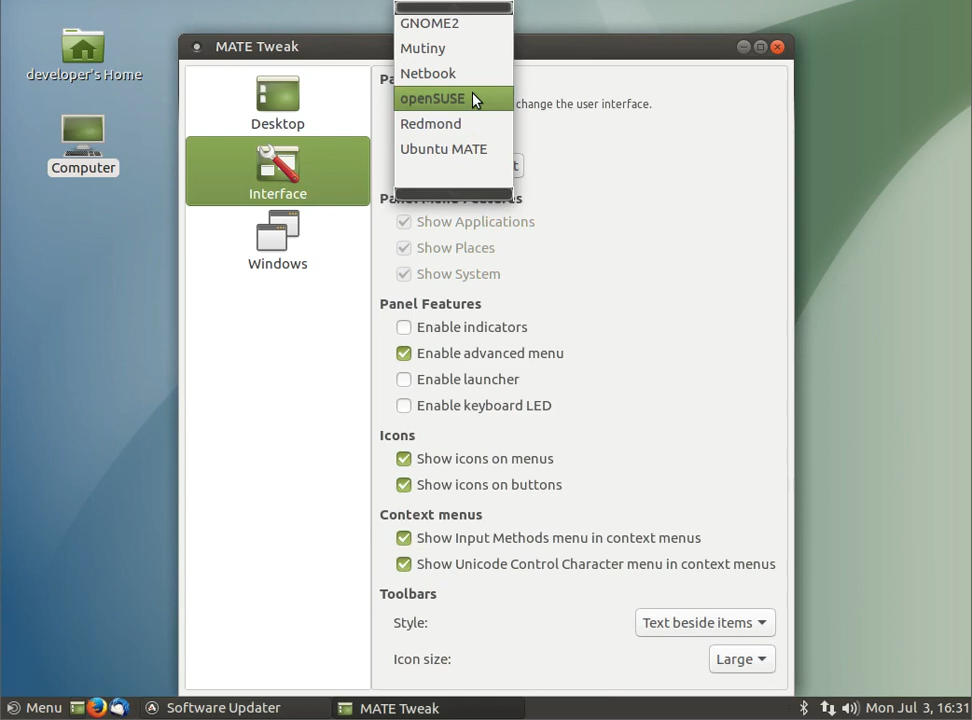 developer's Home
Computer
MATE Tweak
Desktop
Interface
Windows
GNOME2
Mutiny
Netbook
openSUSE
Redmond
Ubuntu MATE
change the user interface.
Panel Menu Features
Show Applications
Show Places
Show System
Panel Features
Enable indicators
Enable advanced menu
Enable launcher
Enable keyboard LED
Icons
Show icons on menus
Show icons on buttons
Context menus
Show Input Methods menu in context menus
Show Unicode Control Character menu in context menus
Toolbars
Style: Text beside items
Icon size: Large
Menu Software Updater MATE Tweak Mon Jul 3, 16:31